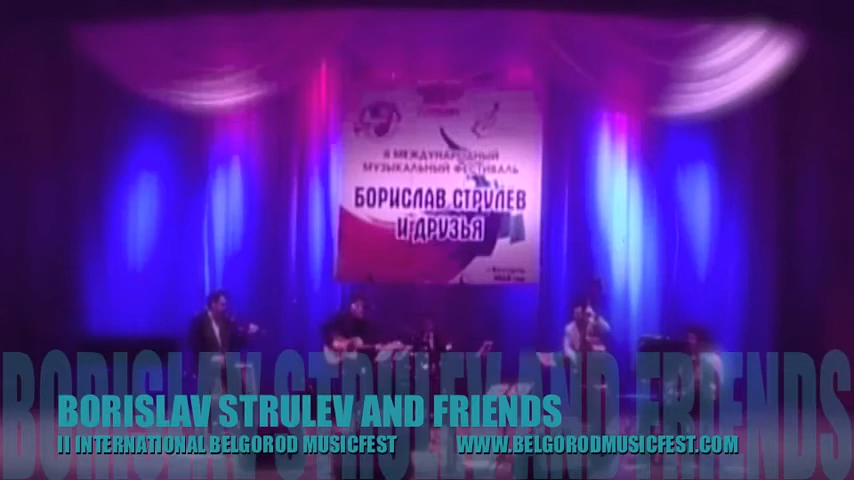 II МЕЖДУНАРОДНЫЙ
МУЗЫКАЛЬНЫЙ ФЕСТИВАЛЬ
БОРИСЛАВ СТРУЛЕВ
И ДРУЗЬЯ
BORISLAV STRULEV AND FRIENDS
BORISLAV STRULEV AND FRIENDS
II INTERNATIONAL BELGOROD MUSICFEST WWW.BELGORODMUSICFEST.COM